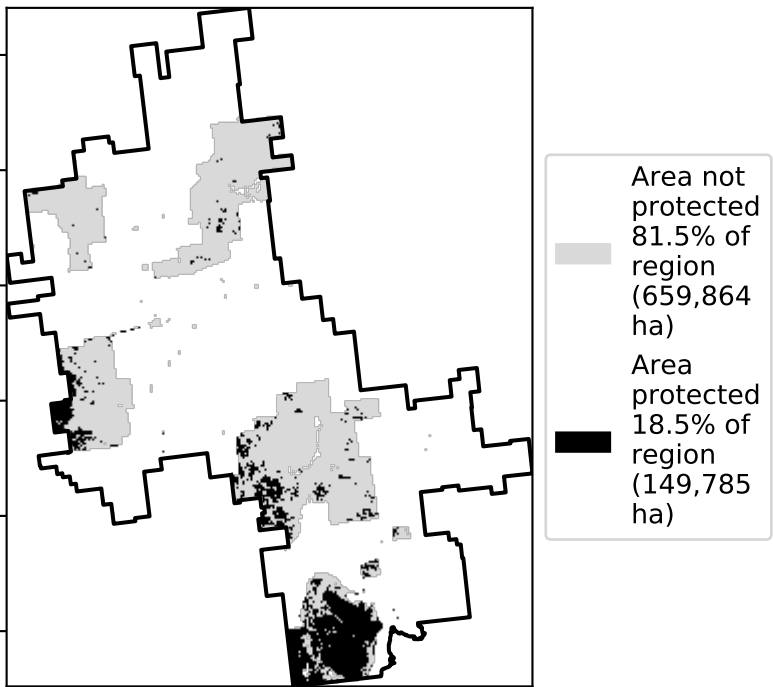 Area not
protected
81.5% of
region
(659,864
ha)
Area
protected
18.5% of
region
(149,785
ha)